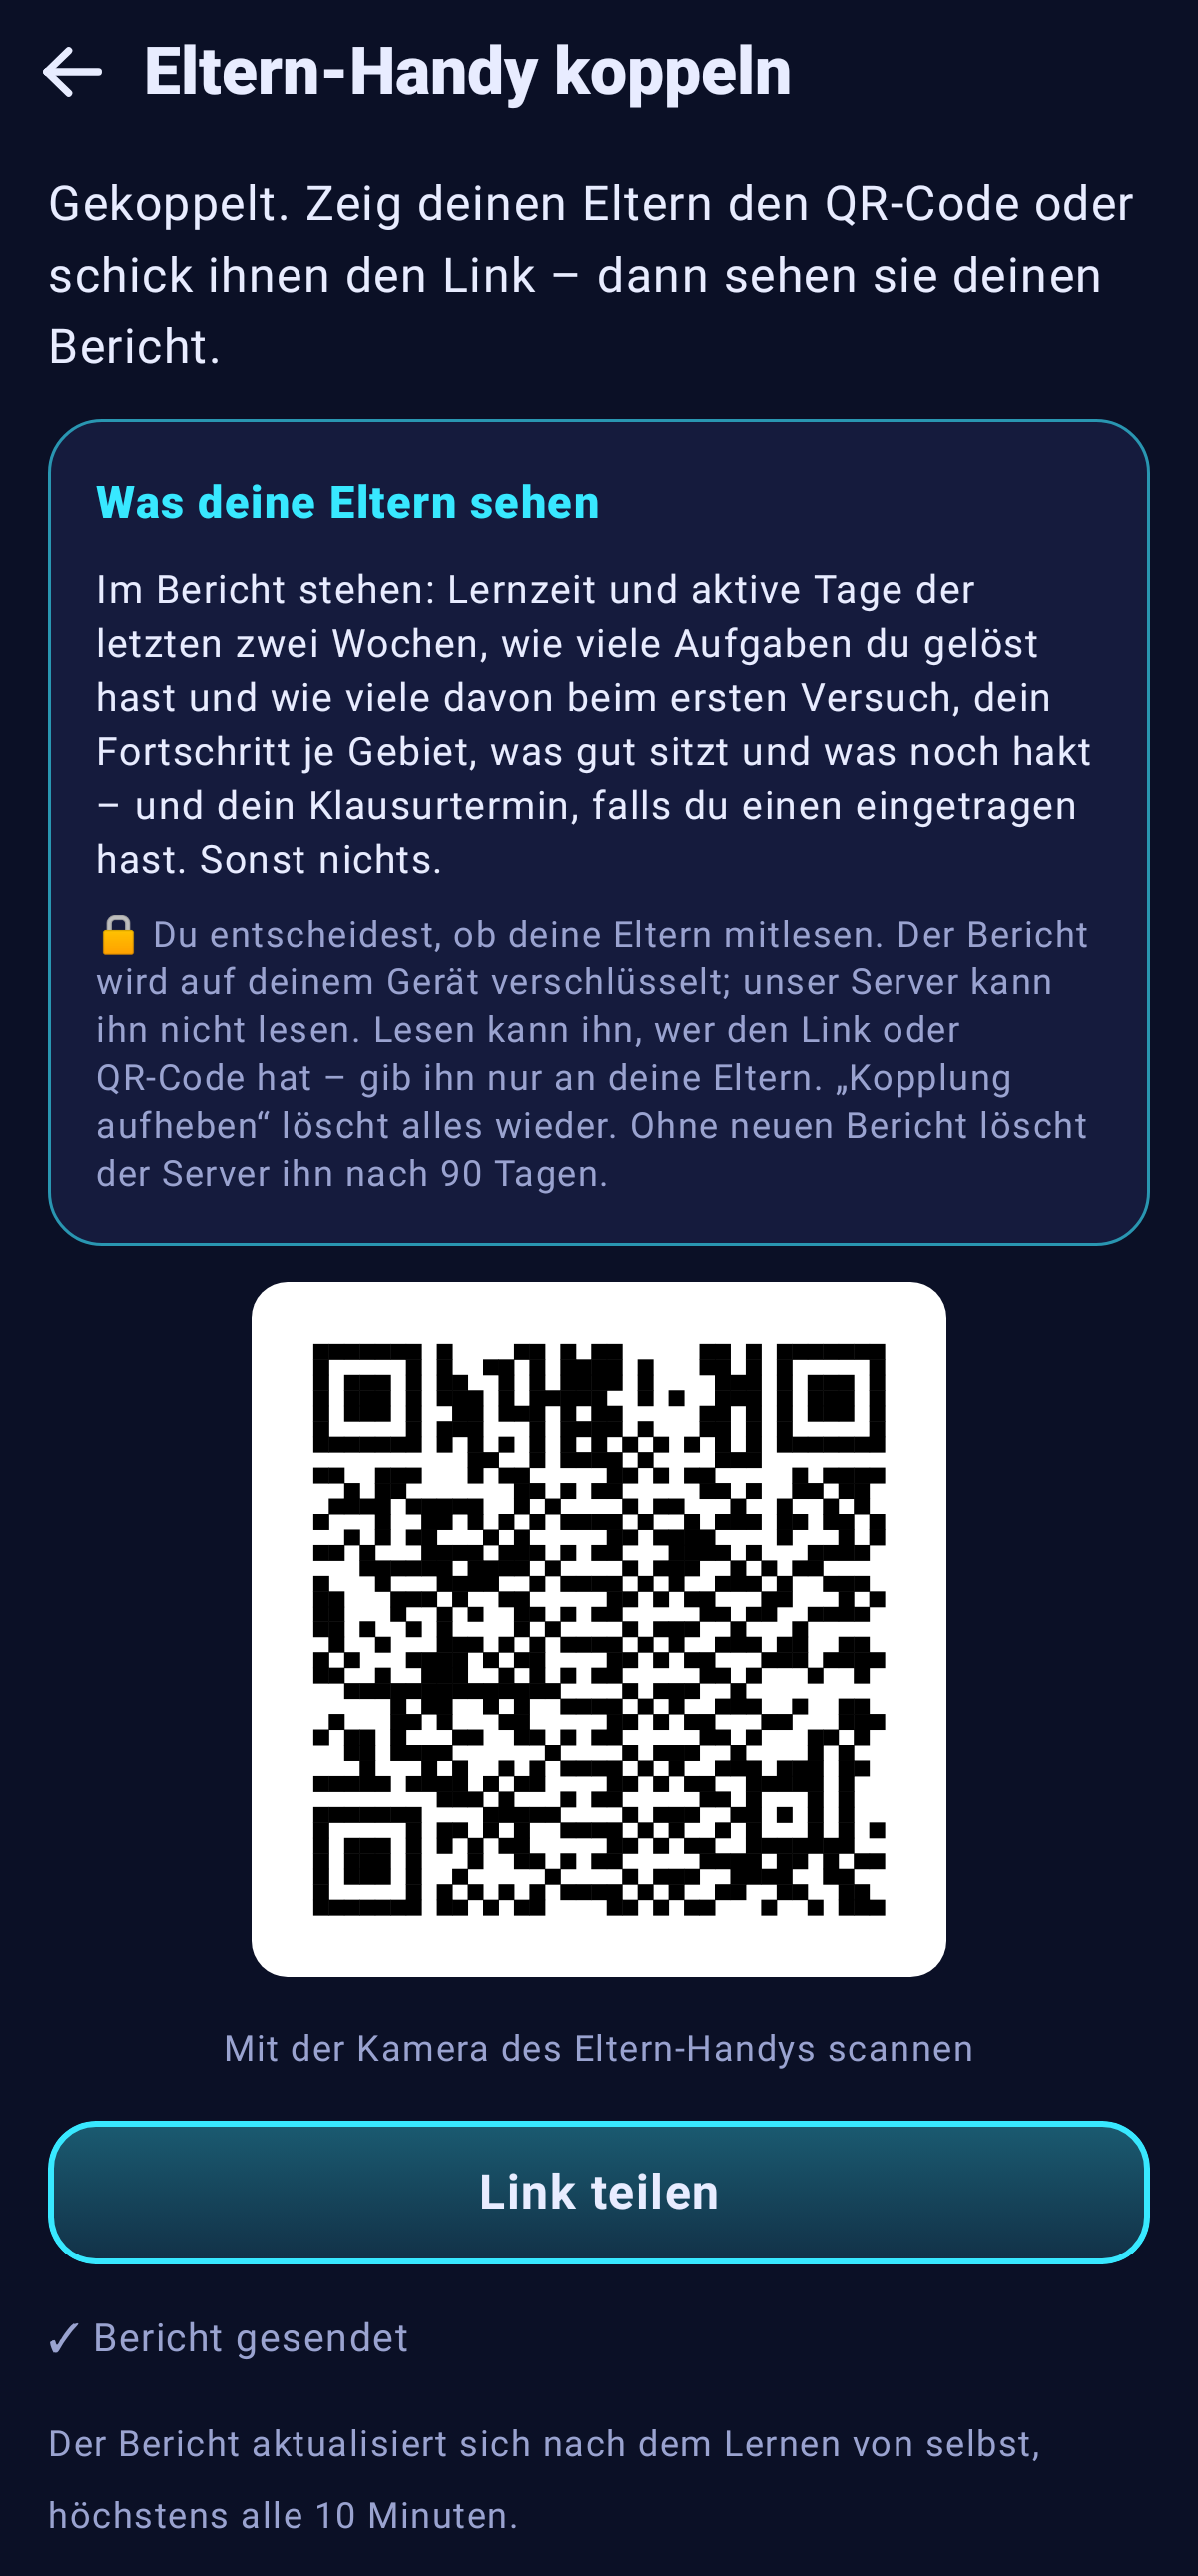 Eltern-Handy koppeln
Gekoppelt. Zeig deinen Eltern den QR-Code oder
schick ihnen den Link – dann sehen sie deinen
Bericht.
Was deine Eltern sehen
Im Bericht stehen: Lernzeit und aktive Tage der
letzten zwei Wochen, wie viele Aufgaben du gelöst
hast und wie viele davon beim ersten Versuch, dein
Fortschritt je Gebiet, was gut sitzt und was noch hakt
– und dein Klausurtermin, falls du einen eingetragen
hast. Sonst nichts.
🔒 Du entscheidest, ob deine Eltern mitlesen. Der Bericht
wird auf deinem Gerät verschlüsselt; unser Server kann
ihn nicht lesen. Lesen kann ihn, wer den Link oder
QR-Code hat – gib ihn nur an deine Eltern. „Kopplung
aufheben“ löscht alles wieder. Ohne neuen Bericht löscht
der Server ihn nach 90 Tagen.
Mit der Kamera des Eltern-Handys scannen
Link teilen
✓ Bericht gesendet
Der Bericht aktualisiert sich nach dem Lernen von selbst,
höchstens alle 10 Minuten.